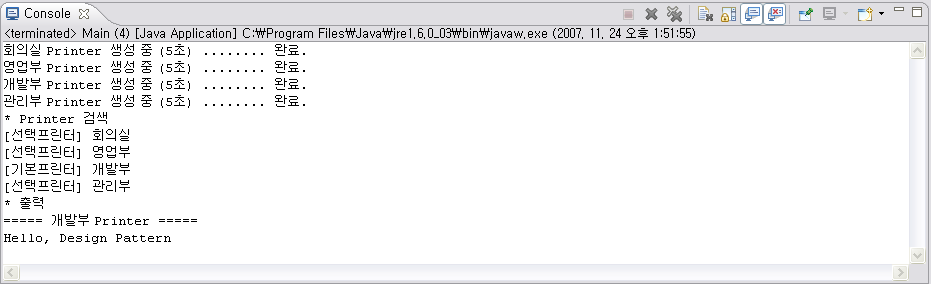 Console
<terminated> Main (4) [Java Application] C:\Program Files\Java\jre1,6,0_03\bin\javaw,exe (2007, 11, 24 오후 1:51:55)
회의실 Printer 생성 중 (5초) ........ 완료.
영업부 Printer 생성 중 (5초) ........ 완료.
개발부 Printer 생성 중 (5초) ........ 완료.
관리부 Printer 생성 중 (5초) ........ 완료.
* Printer 검색
[선택프린터] 회의실
[선택프린터] 영업부
[기본프린터] 개발부
[선택프린터] 관리부
* 출력
===== 개발부 Printer =====
Hello, Design Pattern